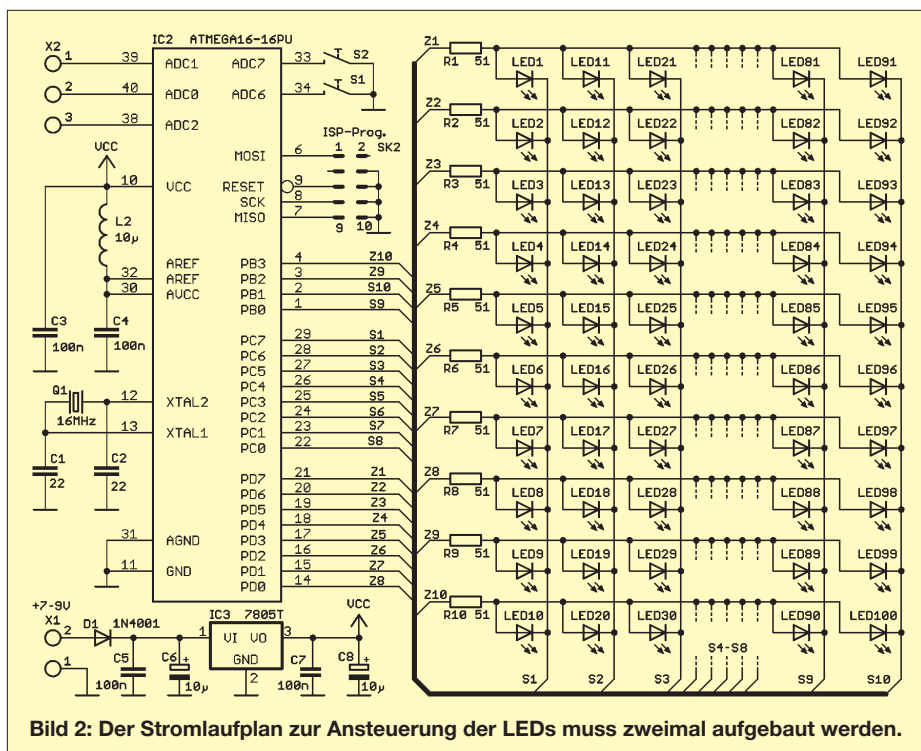 IC2 ATMEGA16-16PU
X2
1
2
3
39 ADC1
40 ADC0
38 ADC2
VCC
10 VCC
L2
10µ
32 AREF
30 AREF
AVCC
C3
100n
C4
100n
Q1
16MHz
12 XTAL2
13 XTAL1
C1
22
C2
22
31 AGND
11 GND
ADC7 33 S2
ADC6 34 S1
ISP-Prog.
1 2 SK2
MOSI 6
RESET 9
SCK 8
MISO 7
9 10
PB3 4 Z10
PB2 3 Z9
PB1 2 S10
PB0 1 S9
PC7 29 S1
PC6 28 S2
PC5 27 S3
PC4 26 S4
PC3 25 S5
PC2 24 S6
PC1 23 S7
PC0 22 S8
PD7 21 Z1
PD6 20 Z2
PD5 19 Z3
PD4 18 Z4
PD3 17 Z5
PD2 16 Z6
PD1 15 Z7
PD0 14 Z8
+7-9V
X1
2
1
D1 1N4001
C5
100n
C6
+
10µ
IC3 7805T
1 VI VO 3
GND
2
C7
100n
VCC
C8
+
10µ
Z1
R1 51
LED1 LED11 LED21 LED81 LED91
Z2
R2 51
LED2 LED12 LED22 LED82 LED92
Z3
R3 51
LED3 LED13 LED23 LED83 LED93
Z4
R4 51
LED4 LED14 LED24 LED84 LED94
Z5
R5 51
LED5 LED15 LED25 LED85 LED95
Z6
R6 51
LED6 LED16 LED26 LED86 LED96
Z7
R7 51
LED7 LED17 LED27 LED87 LED97
Z8
R8 51
LED8 LED18 LED28 LED88 LED98
Z9
R9 51
LED9 LED19 LED29 LED89 LED99
Z10
R10 51
LED10 LED20 LED30 LED90 LED100
S4-S8
S1 S2 S3 S9 S10
Bild 2: Der Stromlaufplan zur Ansteuerung der LEDs muss zweimal aufgebaut werden.